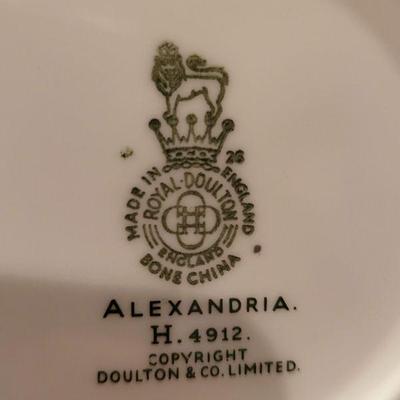 26
MADE IN ENGLAND
ROYAL·DOULTON
ENGLAND
BONE CHINA
ALEXANDRIA.
H.4912.
COPYRIGHT
DOULTON & CO. LIMITED.